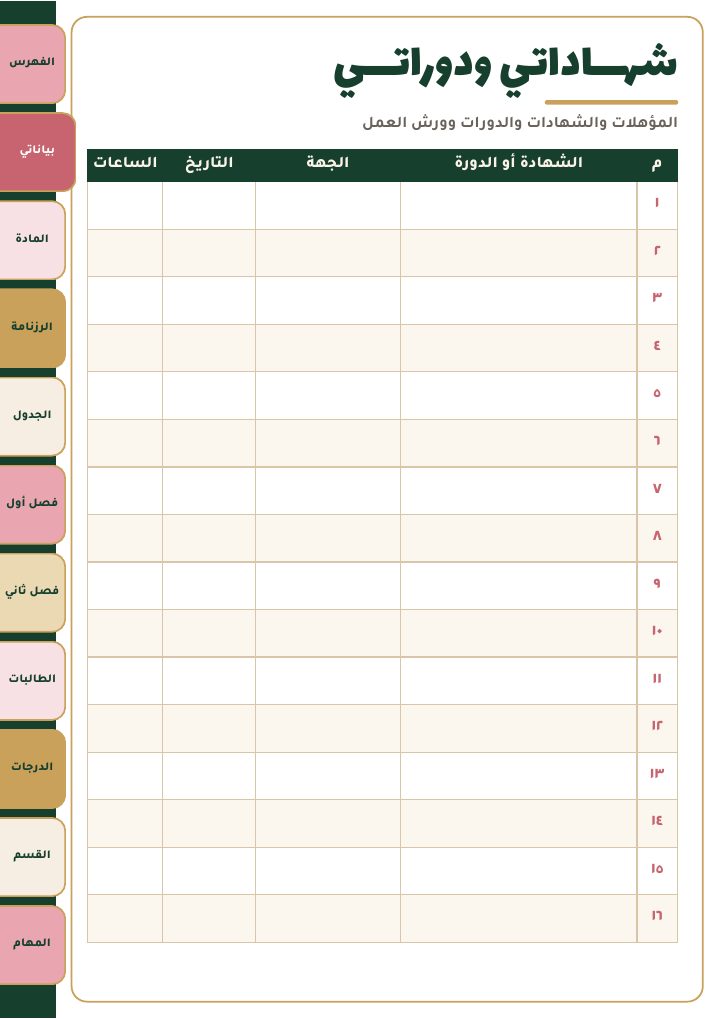 شهـــاداتي ودوراتـــي
المؤهلات والشهادات والدورات وورش العمل
م الشهادة أو الدورة الجهة التاريخ الساعات
١
٢
٣
٤
٥
٦
٧
٨
٩
١٠
١١
١٢
١٣
١٤
١٥
١٦
الفهرس
بياناتي
المادة
الرزنامة
الجدول
فصل أول
فصل ثاني
الطالبات
الدرجات
القسم
المهام